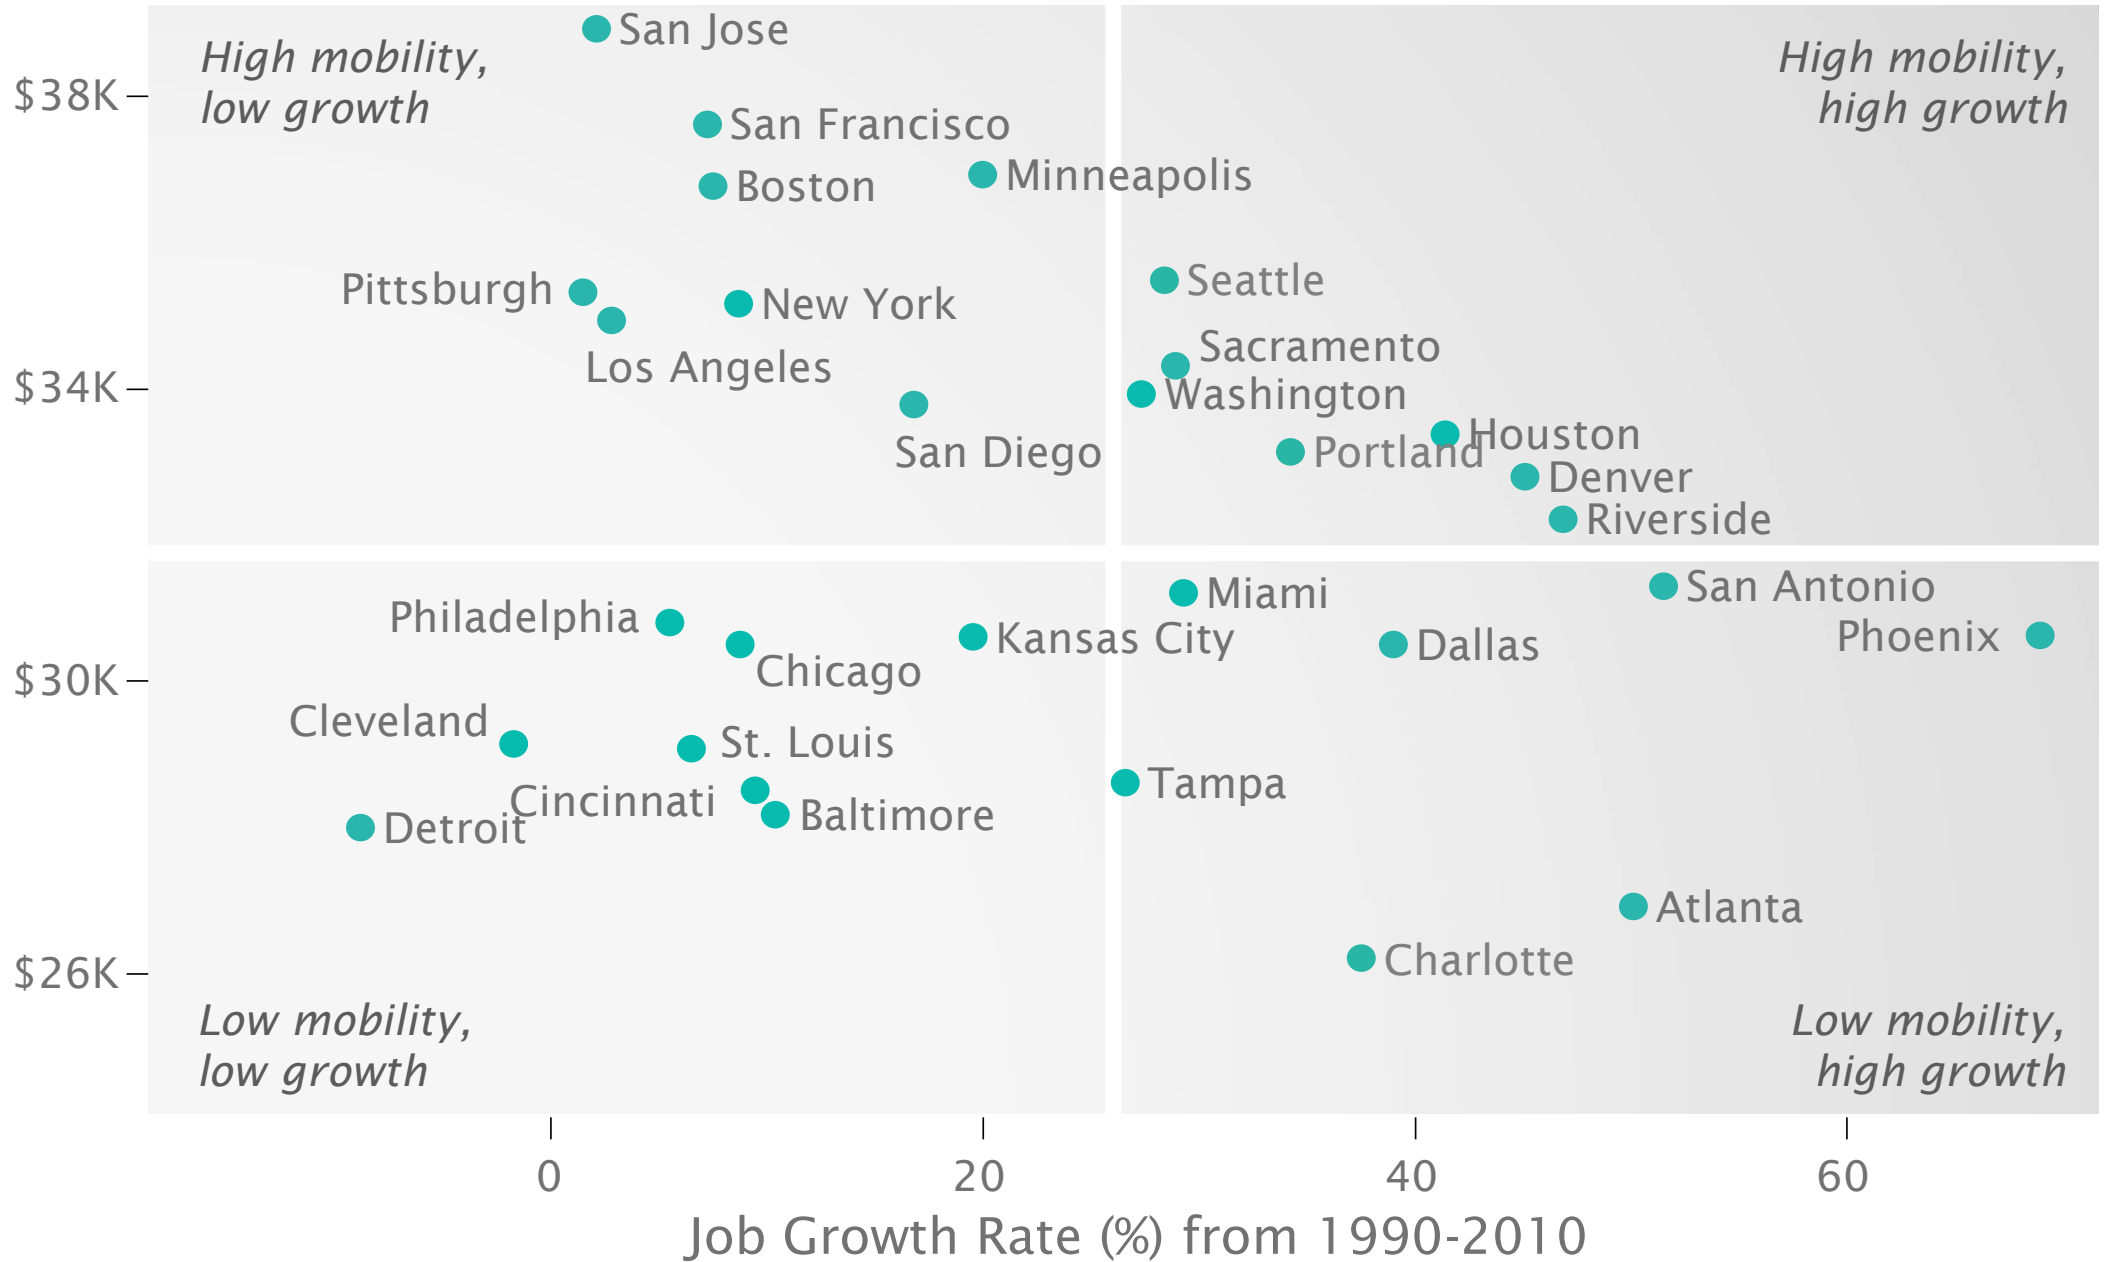 San Jose
High mobility,
low growth
High mobility,
high growth
$38K
San Francisco
Minneapolis
Boston
Seattle
Pittsburgh
New York
Sacramento
Los Angeles
$34K
Washington
Houston
San Diego
Portland
Denver
Riverside
San Antonio
Miami
Philadelphia
Kansas City
Phoenix
Dallas
Chicago
$30K
Cleveland
St. Louis
Tampa
Cincinnati
Baltimore
Detroit
Atlanta
Charlotte
$26K
Low mobility,
low growth
Low mobility,
high growth
0
20
40
60
Job Growth Rate (%) from 1990-2010